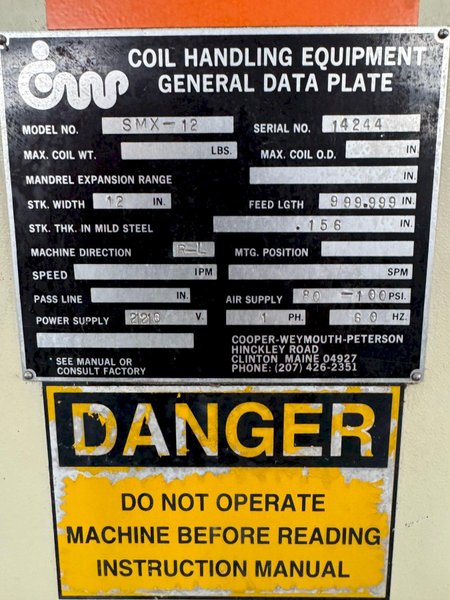 cwp
COIL HANDLING EQUIPMENT
GENERAL DATA PLATE
MODEL NO. SMX-12 SERIAL NO. 14244
MAX. COIL WT. LBS. MAX. COIL O.D. IN.
MANDREL EXPANSION RANGE IN.
STK. WIDTH 12 IN. FEED LGTH 999.999 IN.
STK. THK. IN MILD STEEL .156 IN.
MACHINE DIRECTION R-L MTG. POSITION
SPEED IPM SPM
PASS LINE IN. AIR SUPPLY 80 -100 PSI.
POWER SUPPLY 220 V. 1 PH. 60 HZ.
*SEE MANUAL OR
CONSULT FACTORY
COOPER-WEYMOUTH-PETERSON
HINCKLEY ROAD
CLINTON MAINE 04927
PHONE: (207) 426-2351
DANGER
DO NOT OPERATE
MACHINE BEFORE READING
INSTRUCTION MANUAL